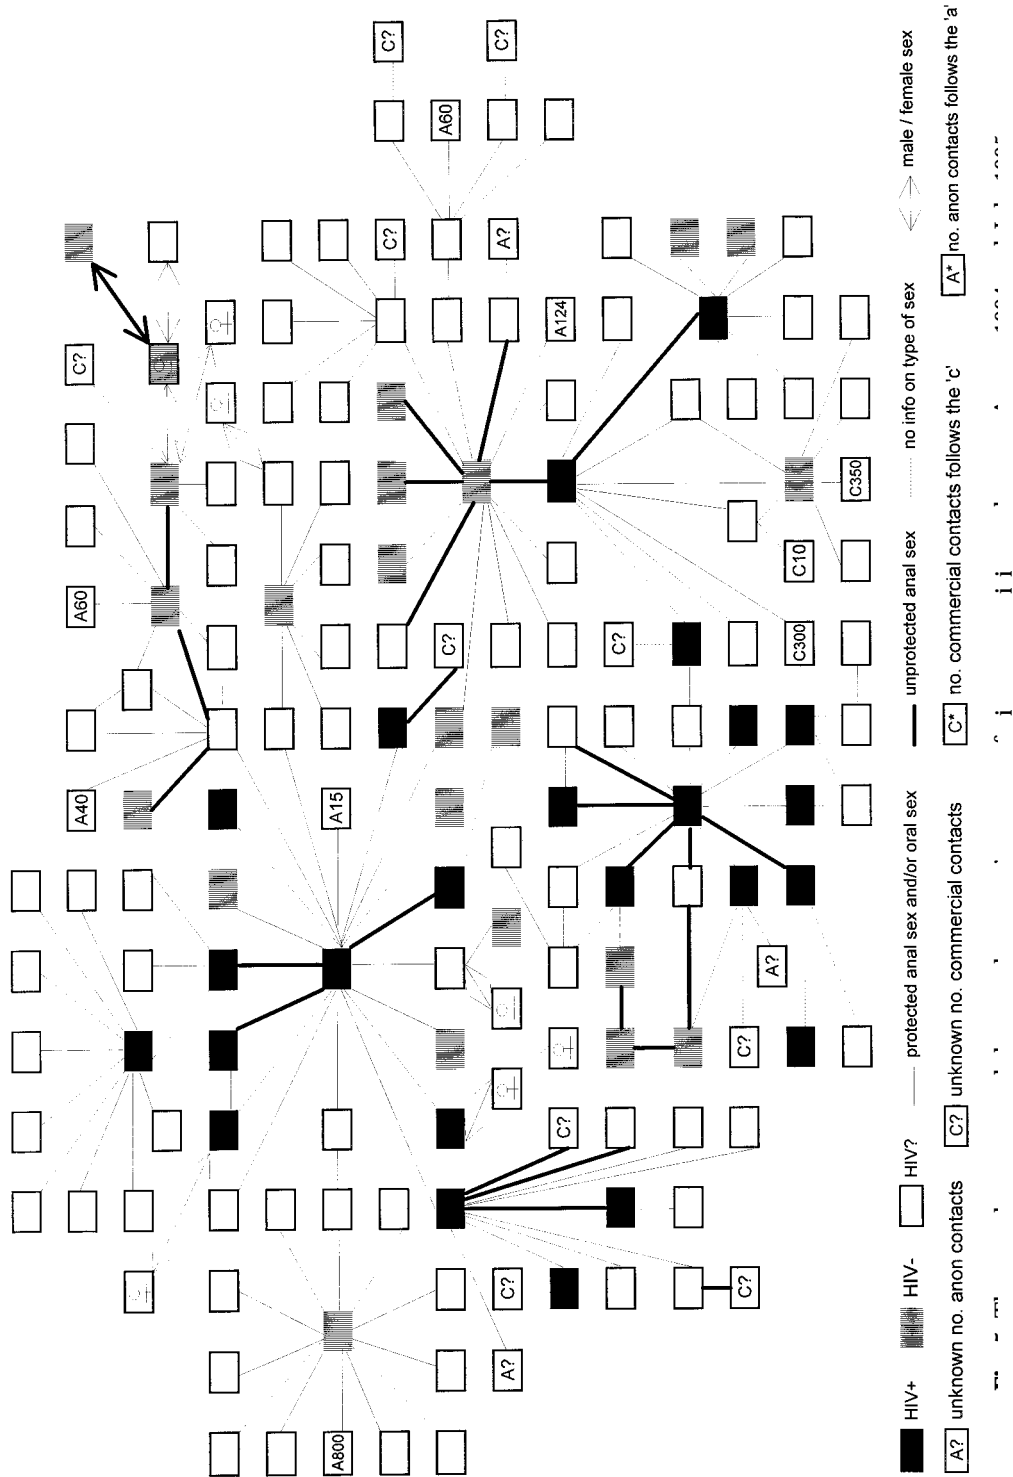 A40 A60 C?
♀
♀
♀ ♀
A800 A15
C? C?
C? A60
A? C? ♀ ♀ A? C?
C? ♀ A124
C?
C? C?
A?
C300 C10
C350
HIV+ HIV- HIV? protected anal sex and/or oral sex unprotected anal sex no info on type of sex male / female sex
A? unknown no. anon contacts C? unknown no. commercial contacts C* no. commercial contacts follows the 'c' A* no. anon contacts follows the 'a'